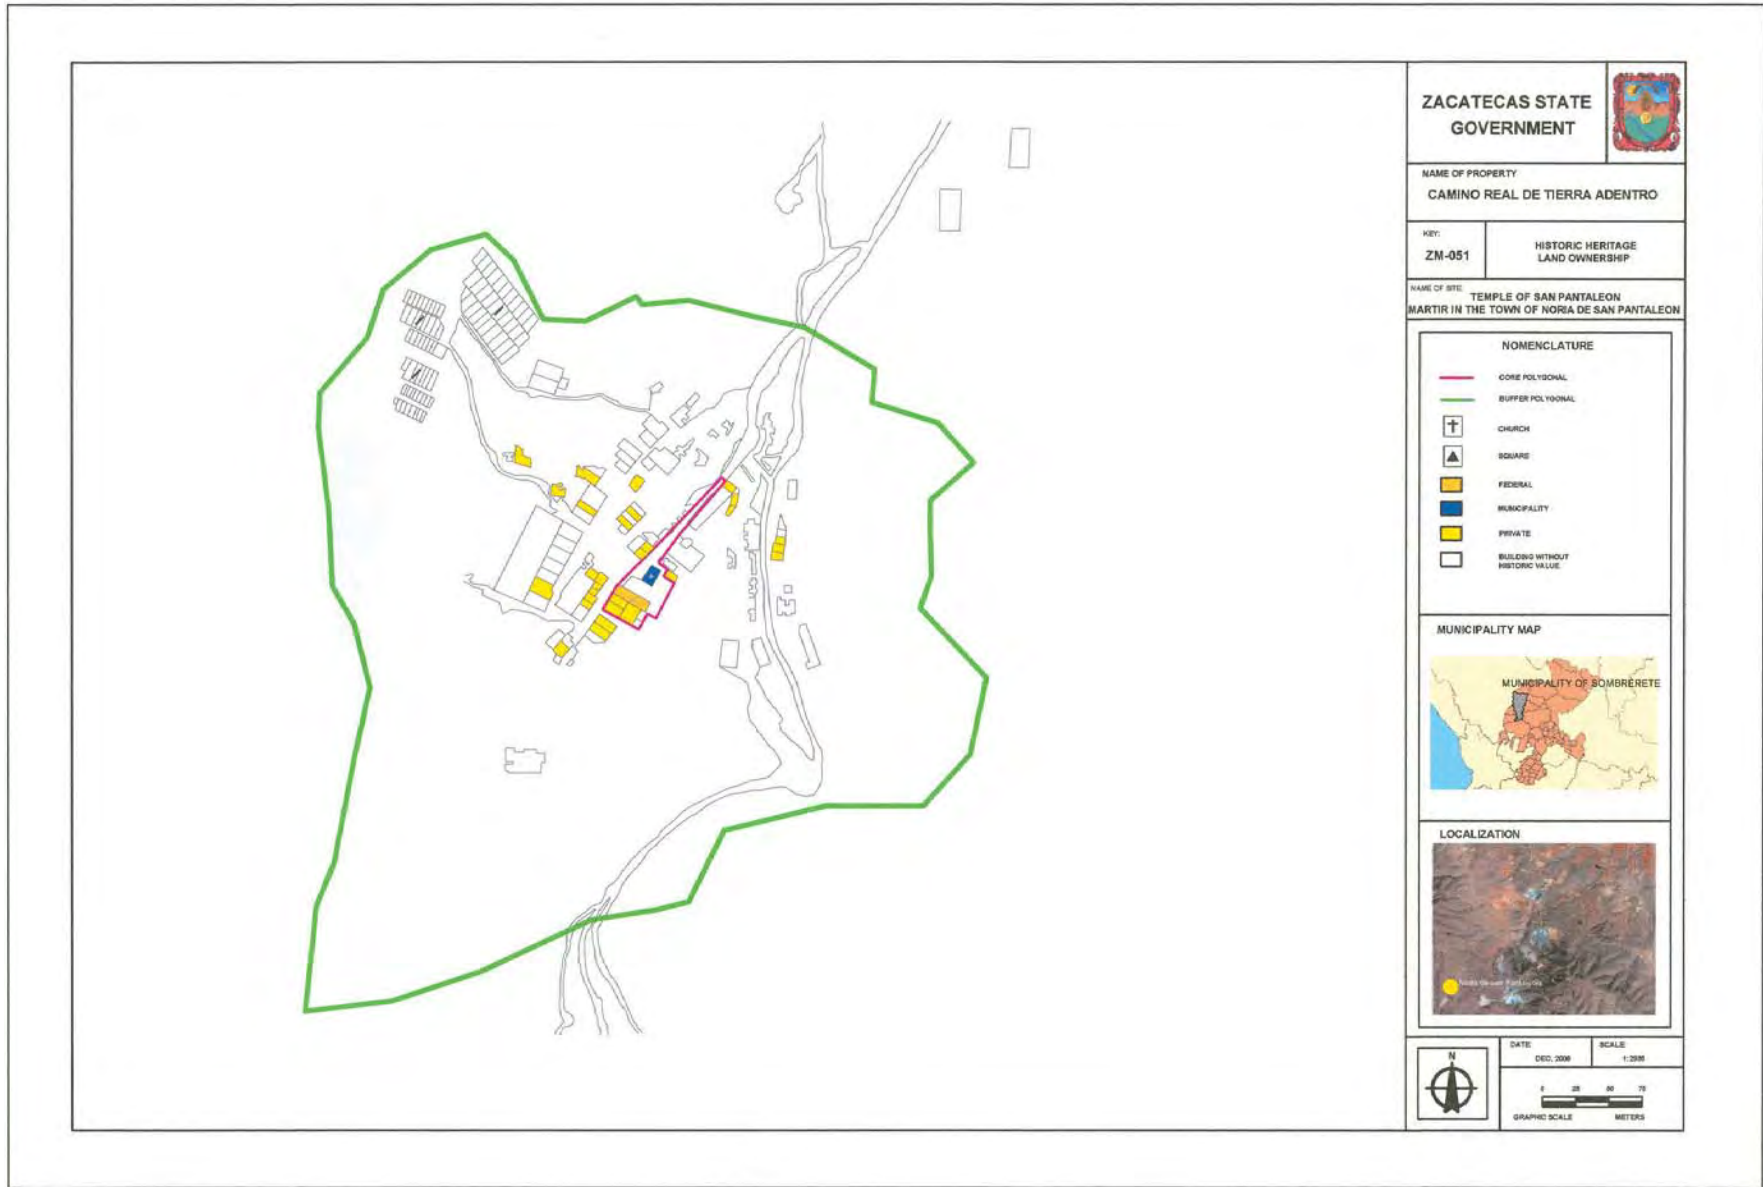 ZACATECAS STATE
GOVERNMENT
NAME OF PROPERTY
CAMINO REAL DE TIERRA ADENTRO
KEY:
ZM-051
HISTORIC HERITAGE
LAND OWNERSHIP
NAME OF SITE
TEMPLE OF SAN PANTALEON
MARTIR IN THE TOWN OF NORIA DE SAN PANTALEON
NOMENCLATURE
CORE POLYGONAL
BUFFER POLYGONAL
CHURCH
SQUARE
FEDERAL
MUNICIPALITY
PRIVATE
BUILDING WITHOUT
HISTORIC VALUE
MUNICIPALITY MAP
MUNICIPALITY OF SOMBRERETE
LOCALIZATION
N
DATE
DEC, 2008
SCALE
0
GRAPHIC SCALE
METERS